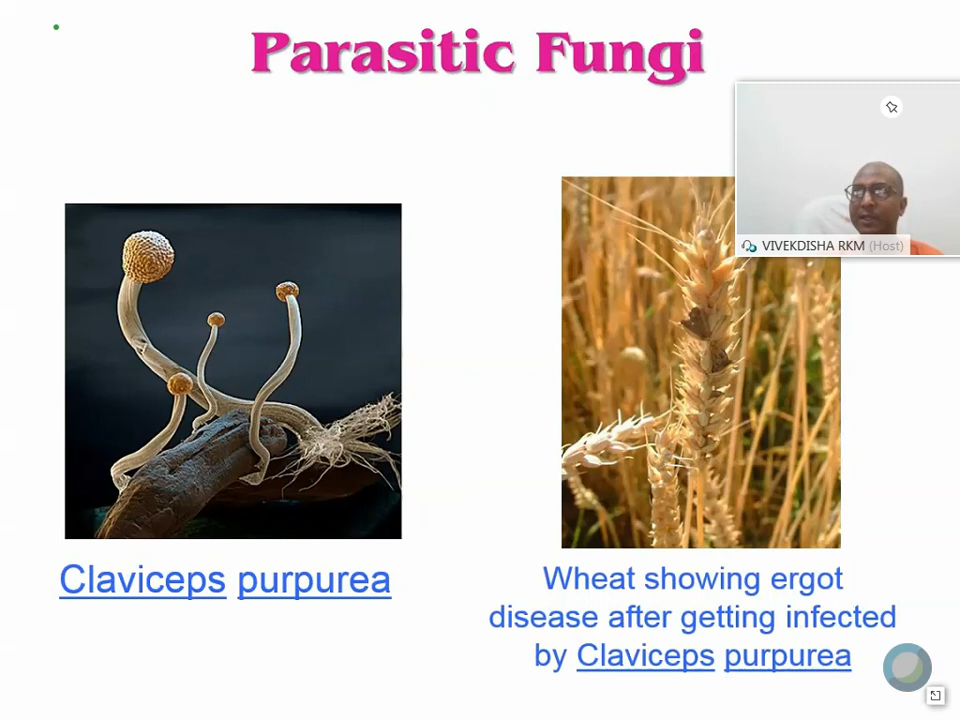 Parasitic Fungi
VIVEKDISHA RKM (Host)
Claviceps purpurea
Wheat showing ergot
disease after getting infected
by Claviceps purpurea